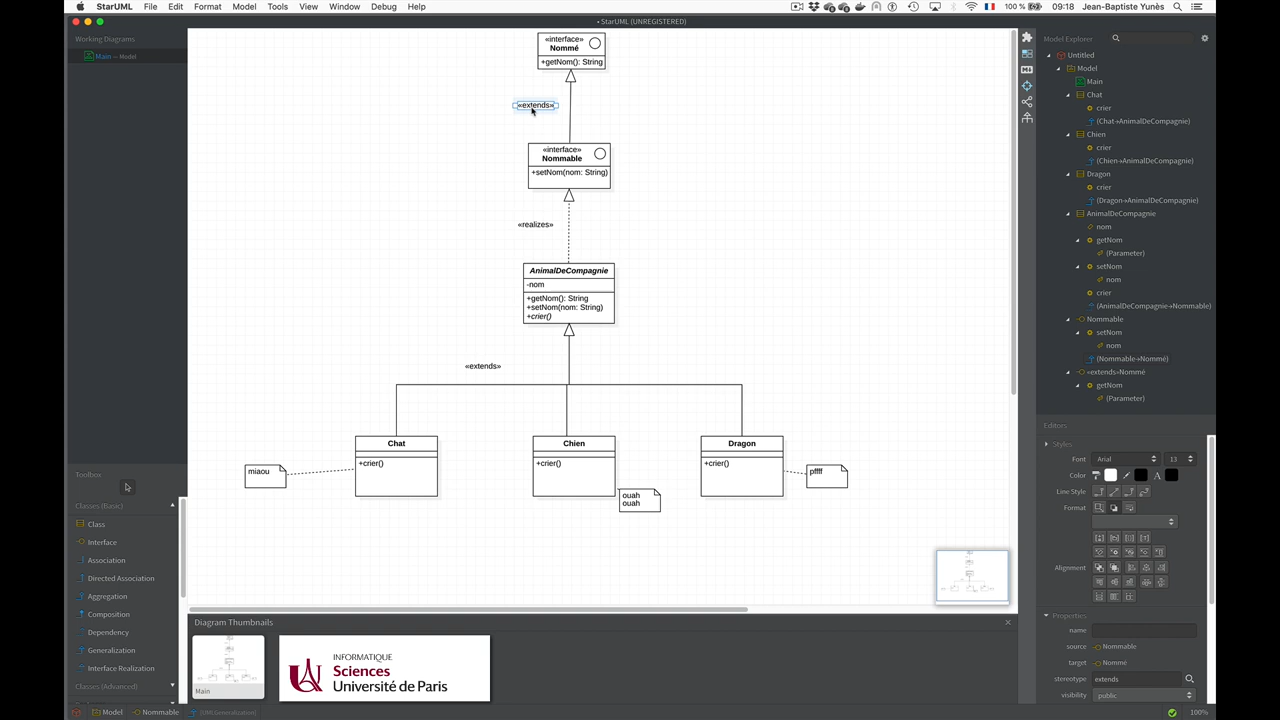 StarUML File Edit Format Model Tools View Window Debug Help
100 % 09:18 Jean-Baptiste Yunès
• StarUML (UNREGISTERED)
Working Diagrams
Main — Model
«interface»
Nommé
+getNom(): String
«extends»
«interface»
Nommable
+setNom(nom: String)
«realizes»
AnimalDeCompagnie
-nom
+getNom(): String
+setNom(nom: String)
+crier()
«extends»
Chat
+crier()
Chien
+crier()
Dragon
+crier()
miaou
ouah
ouah
pffff
Toolbox
Classes (Basic)
Class
Interface
Association
Directed Association
Aggregation
Composition
Dependency
Generalization
Interface Realization
Classes (Advanced)
Diagram Thumbnails
Main
INFORMATIQUE
Sciences
Université de Paris
Model Explorer
Untitled
Model
Main
Chat
crier
(Chat→AnimalDeCompagnie)
Chien
crier
(Chien→AnimalDeCompagnie)
Dragon
crier
(Dragon→AnimalDeCompagnie)
AnimalDeCompagnie
nom
getNom
(Parameter)
setNom
nom
crier
(AnimalDeCompagnie→Nommable)
Nommable
setNom
nom
(Nommable→Nommé)
«extends»Nommé
getNom
(Parameter)
Editors
Styles
Font Arial 13
Color
Line Style
Format
Alignment
Properties
name
source Nommable
target Nommé
stereotype extends
visibility public
Model Nommable (UMLGeneralization)
100%